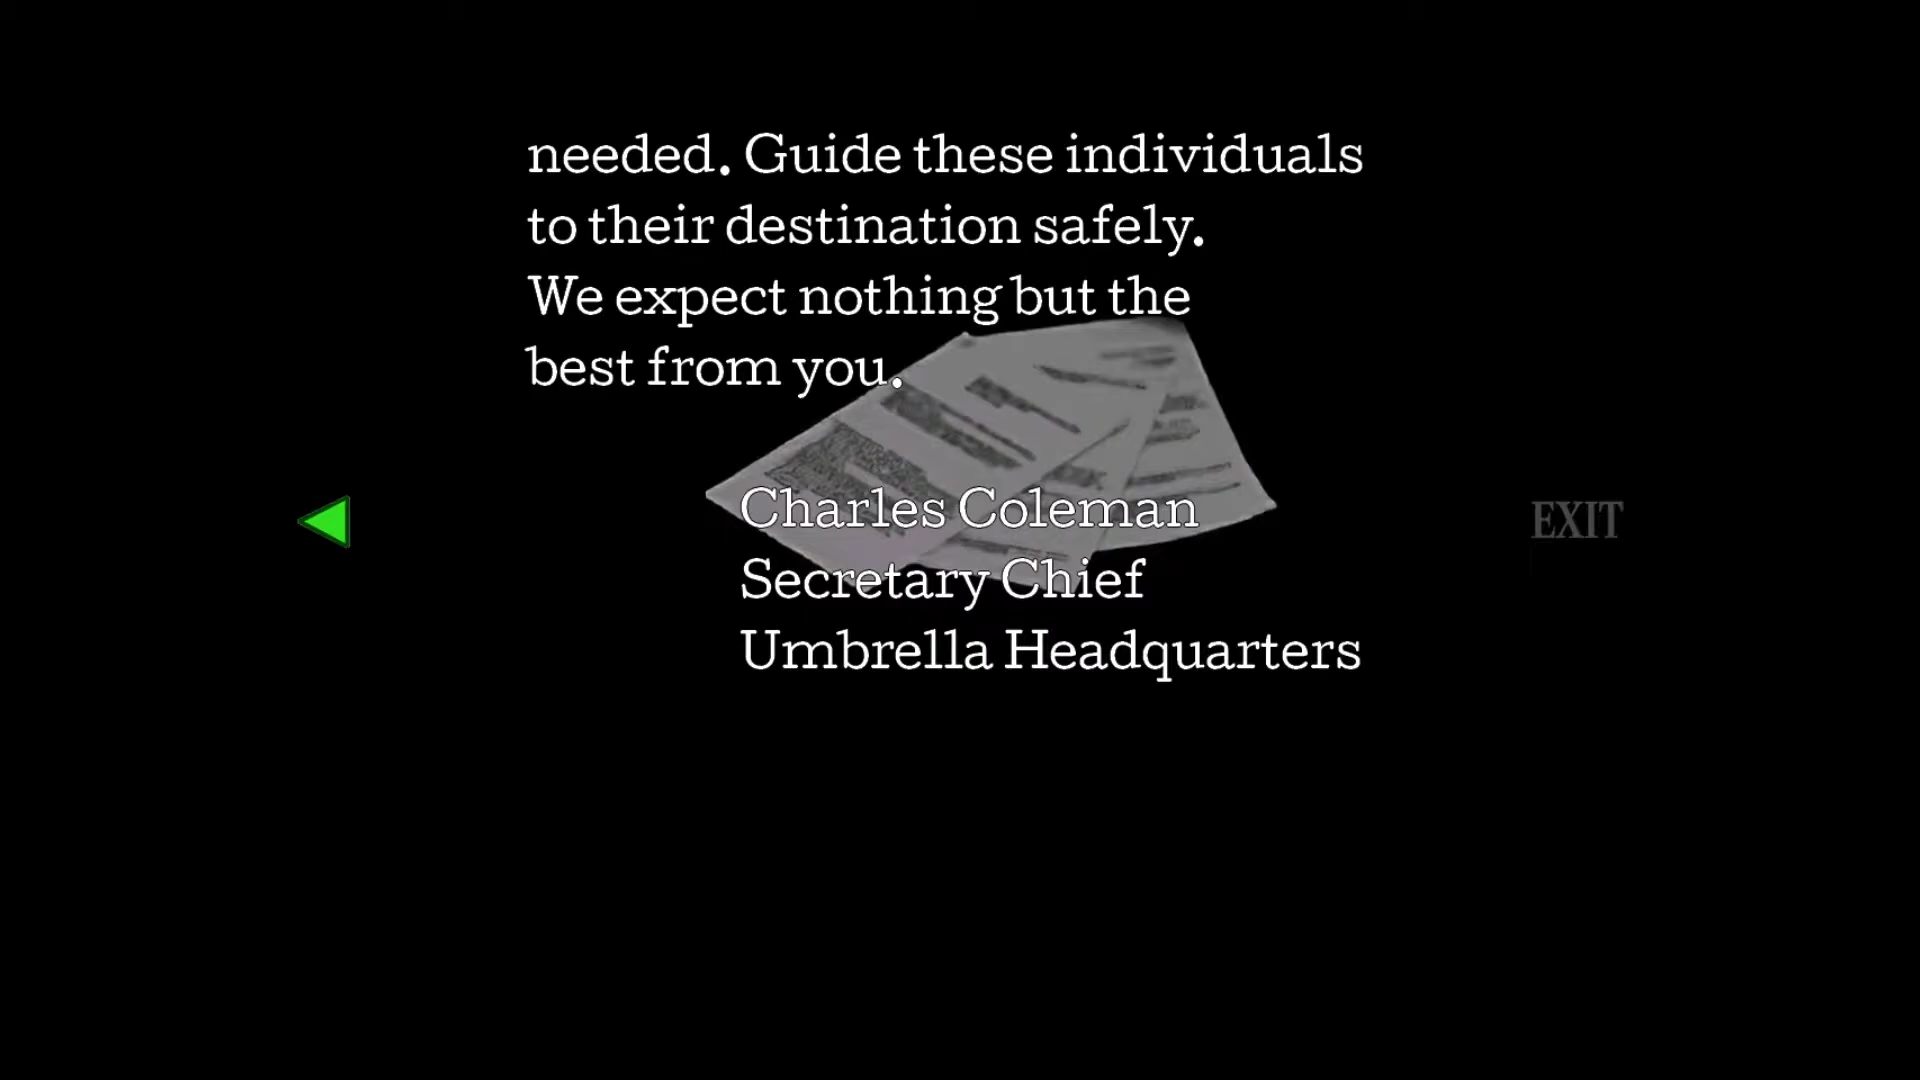 needed. Guide these individuals
to their destination safely.
We expect nothing but the
best from you.
Charles Coleman
EXIT
Secretary Chief
Umbrella Headquarters